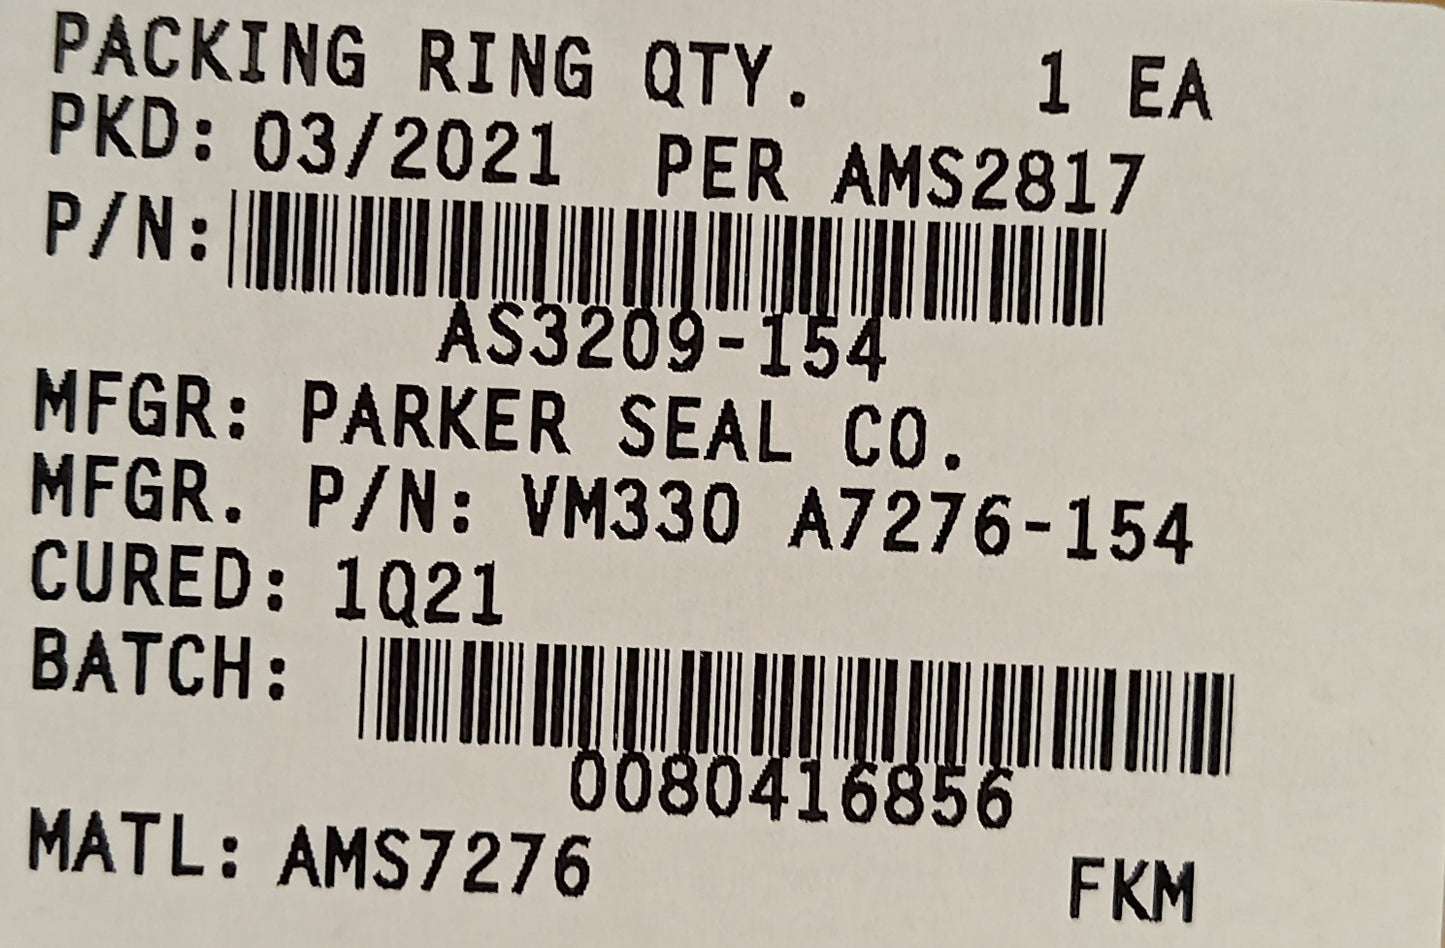 PACKING RING QTY. 1 EA
PKD: 03/2021 PER AMS2817
P/N:
AS3209-154
MFGR: PARKER SEAL CO.
MFGR. P/N: VM330 A7276-154
CURED: 1Q21
BATCH:
0080416856
MATL: AMS7276 FKM